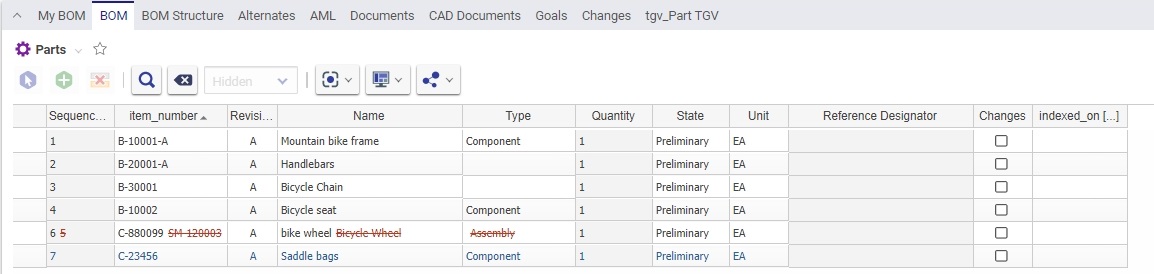 My BOM BOM BOM Structure Alternates AML Documents CAD Documents Goals Changes tgv_Part TGV
Parts
Hidden
Sequenc... item_number Revisi... Name Type Quantity State Unit Reference Designator Changes indexed_on [...]
1 B-10001-A A Mountain bike frame Component 1 Preliminary EA
2 B-20001-A A Handlebars 1 Preliminary EA
3 B-30001 A Bicycle Chain 1 Preliminary EA
4 B-10002 A Bicycle seat Component 1 Preliminary EA
6 5 C-880099 SM-120003 A bike wheel Bicycle Wheel Assembly 1 Preliminary EA
7 C-23456 A Saddle bags Component 1 Preliminary EA